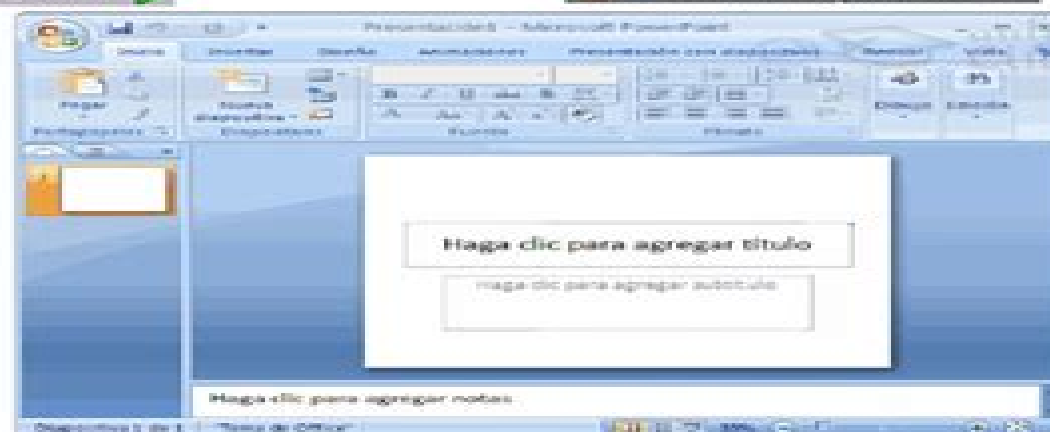 Presentación1 - Microsoft PowerPoint
Inicio Insertar Diseño Animaciones Presentación con diapositivas Revisar Vista
Pegar
Nueva
diapositiva
Dibujo Edición
Portapapeles Diapositivas Fuente Párrafo
Haga clic para agregar título
Haga clic para agregar subtítulo
Haga clic para agregar notas
Diapositiva 1 de 1 "Tema de Office"